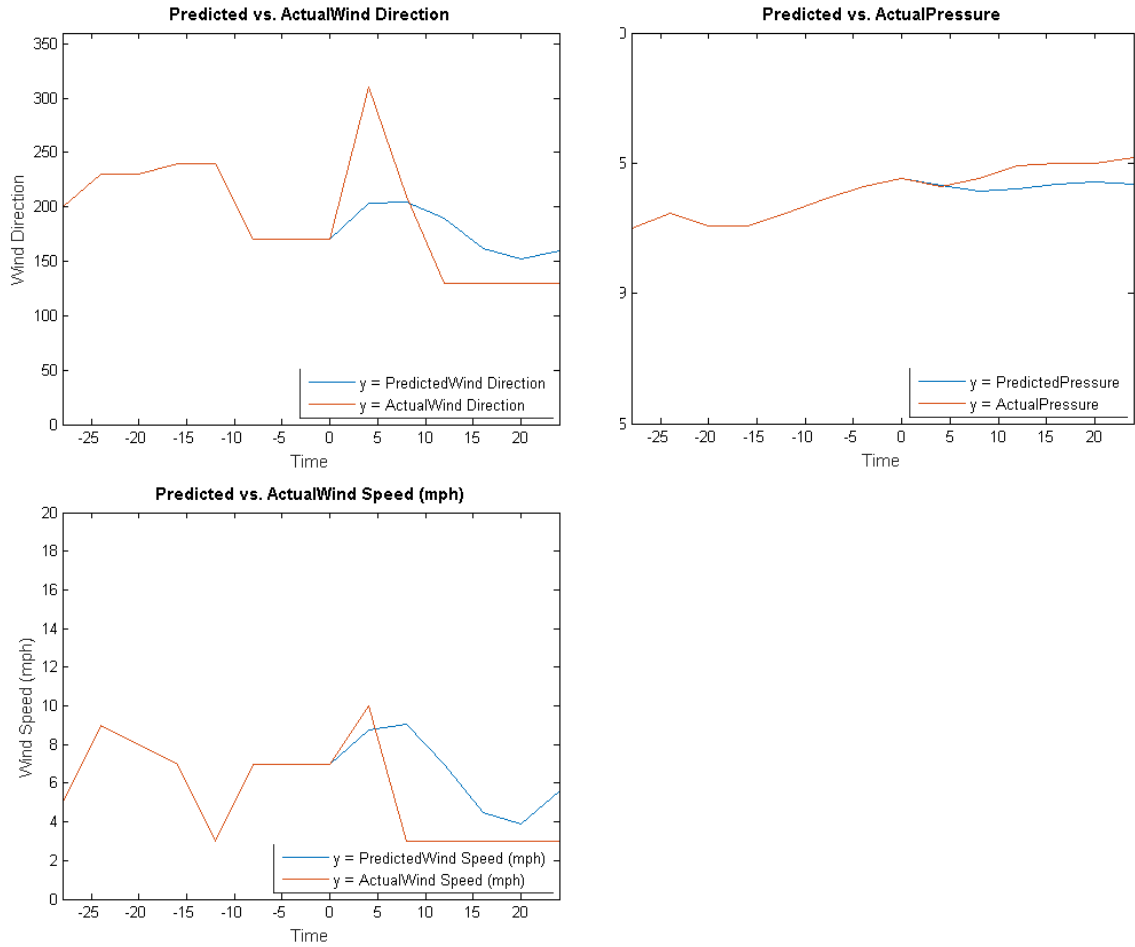 Predicted vs. ActualWind Direction
350
300
250
200
150
100
50
0
Wind Direction
y = PredictedWind Direction
y = ActualWind Direction
-25 -20 -15 -10 -5 0 5 10 15 20
Time
Predicted vs. ActualPressure
0
5
9
5
y = PredictedPressure
y = ActualPressure
-25 -20 -15 -10 -5 0 5 10 15 20
Time
Predicted vs. ActualWind Speed (mph)
20
18
16
14
12
10
8
6
4
2
0
Wind Speed (mph)
y = PredictedWind Speed (mph)
y = ActualWind Speed (mph)
-25 -20 -15 -10 -5 0 5 10 15 20
Time